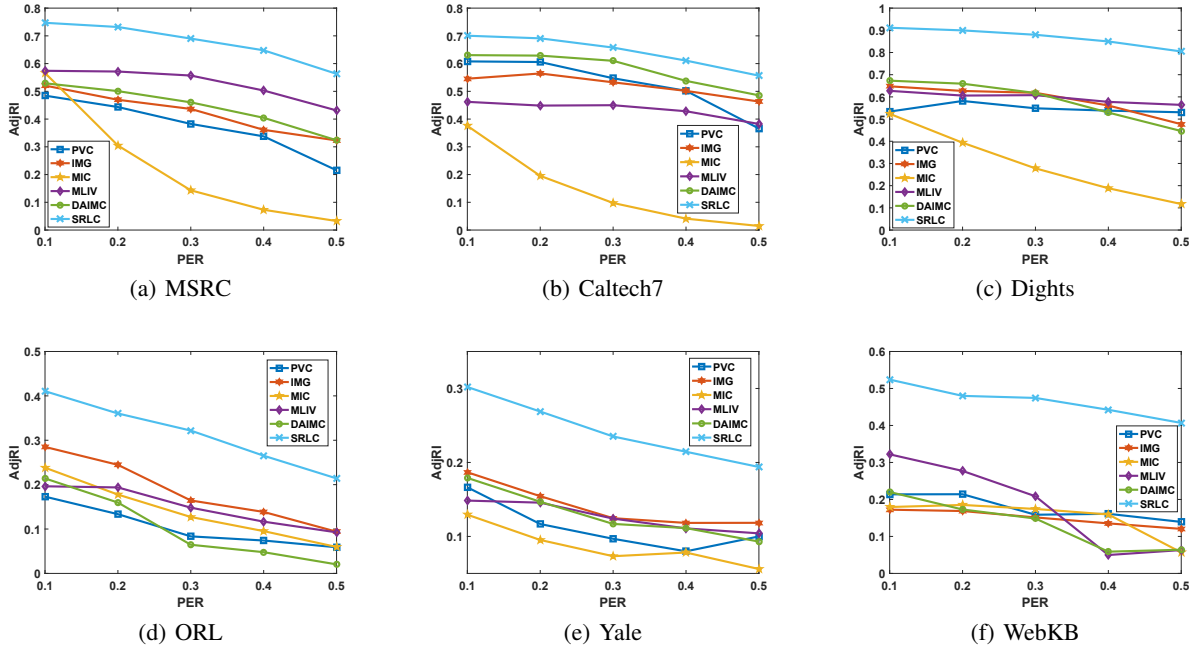 0.8
0.7
0.6
0.5
0.4
0.3
0.2
0.1
0
AdjRI
PVC
IMG
MIC
MLIV
DAIMC
SRLC
0.1 0.2 0.3 0.4 0.5
PER
(a) MSRC
0.8
0.7
0.6
0.5
0.4
0.3
0.2
0.1
0
AdjRI
PVC
IMG
MIC
MLIV
DAIMC
SRLC
0.1 0.2 0.3 0.4 0.5
PER
(b) Caltech7
1
0.9
0.8
0.7
0.6
0.5
0.4
0.3
0.2
0.1
0
AdjRI
PVC
IMG
MIC
MLIV
DAIMC
SRLC
0.1 0.2 0.3 0.4 0.5
PER
(c) Dights
0.5
0.4
0.3
0.2
0.1
0
AdjRI
PVC
IMG
MIC
MLIV
DAIMC
SRLC
0.1 0.2 0.3 0.4 0.5
PER
(d) ORL
0.3
0.2
0.1
AdjRI
PVC
IMG
MIC
MLIV
DAIMC
SRLC
0.1 0.2 0.3 0.4 0.5
PER
(e) Yale
0.6
0.5
0.4
0.3
0.2
0.1
0
AdjRI
PVC
IMG
MIC
MLIV
DAIMC
SRLC
0.1 0.2 0.3 0.4 0.5
PER
(f) WebKB